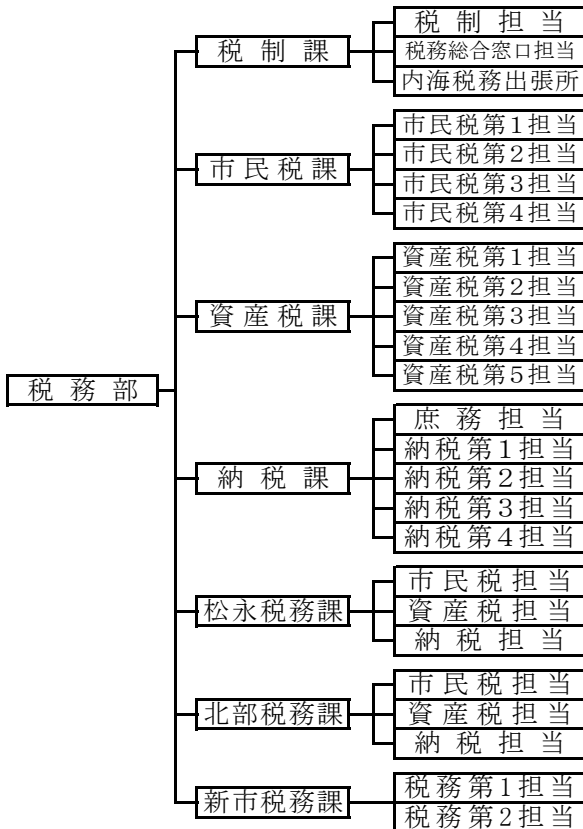 税務部
税制課
税制担当
税務総合窓口担当
内海税務出張所
市民税課
市民税第1担当
市民税第2担当
市民税第3担当
市民税第4担当
資産税課
資産税第1担当
資産税第2担当
資産税第3担当
資産税第4担当
資産税第5担当
納税課
庶務担当
納税第1担当
納税第2担当
納税第3担当
納税第4担当
松永税務課
市民税担当
資産税担当
納税担当
北部税務課
市民税担当
資産税担当
納税担当
新市税務課
税務第1担当
税務第2担当